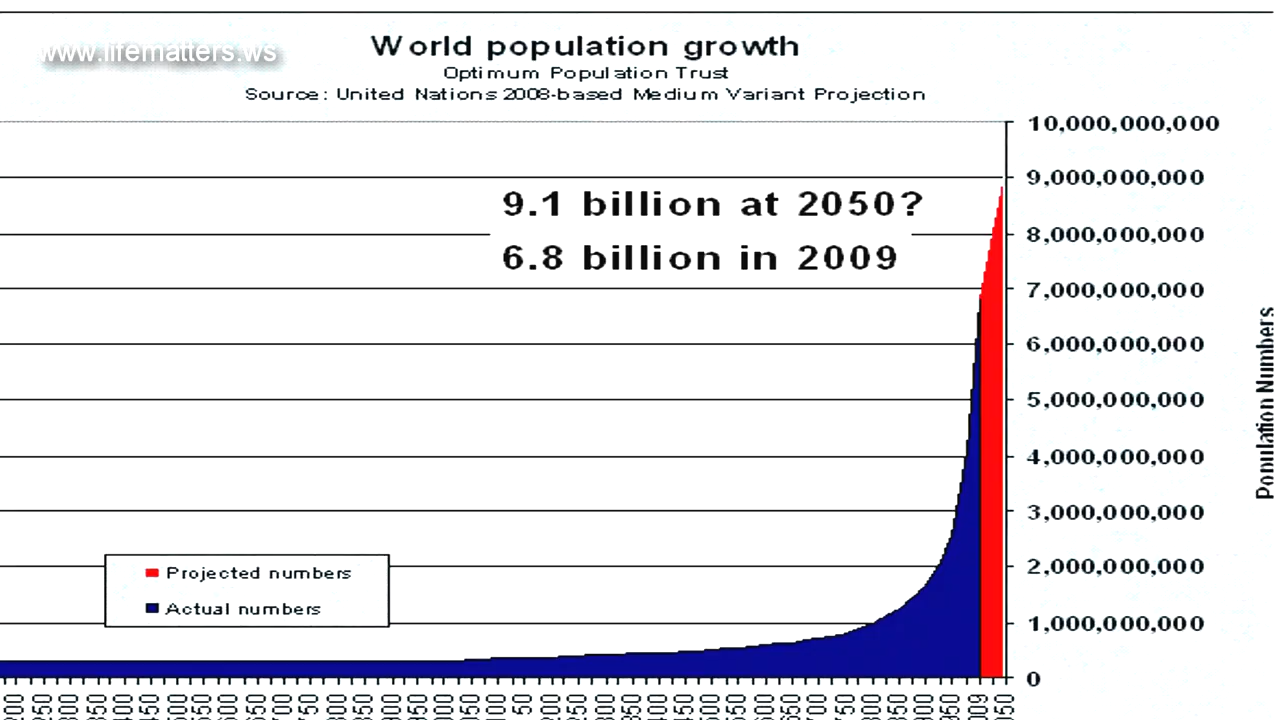 www.lifematters.ws
World population growth
Optimum Population Trust
Source: United Nations 2008-based Medium Variant Projection
10,000,000,000
9,000,000,000
9.1 billion at 2050?
8,000,000,000
6.8 billion in 2009
7,000,000,000
6,000,000,000
5,000,000,000
4,000,000,000
3,000,000,000
2,000,000,000
1,000,000,000
0
Population Numbers
Projected numbers
Actual numbers